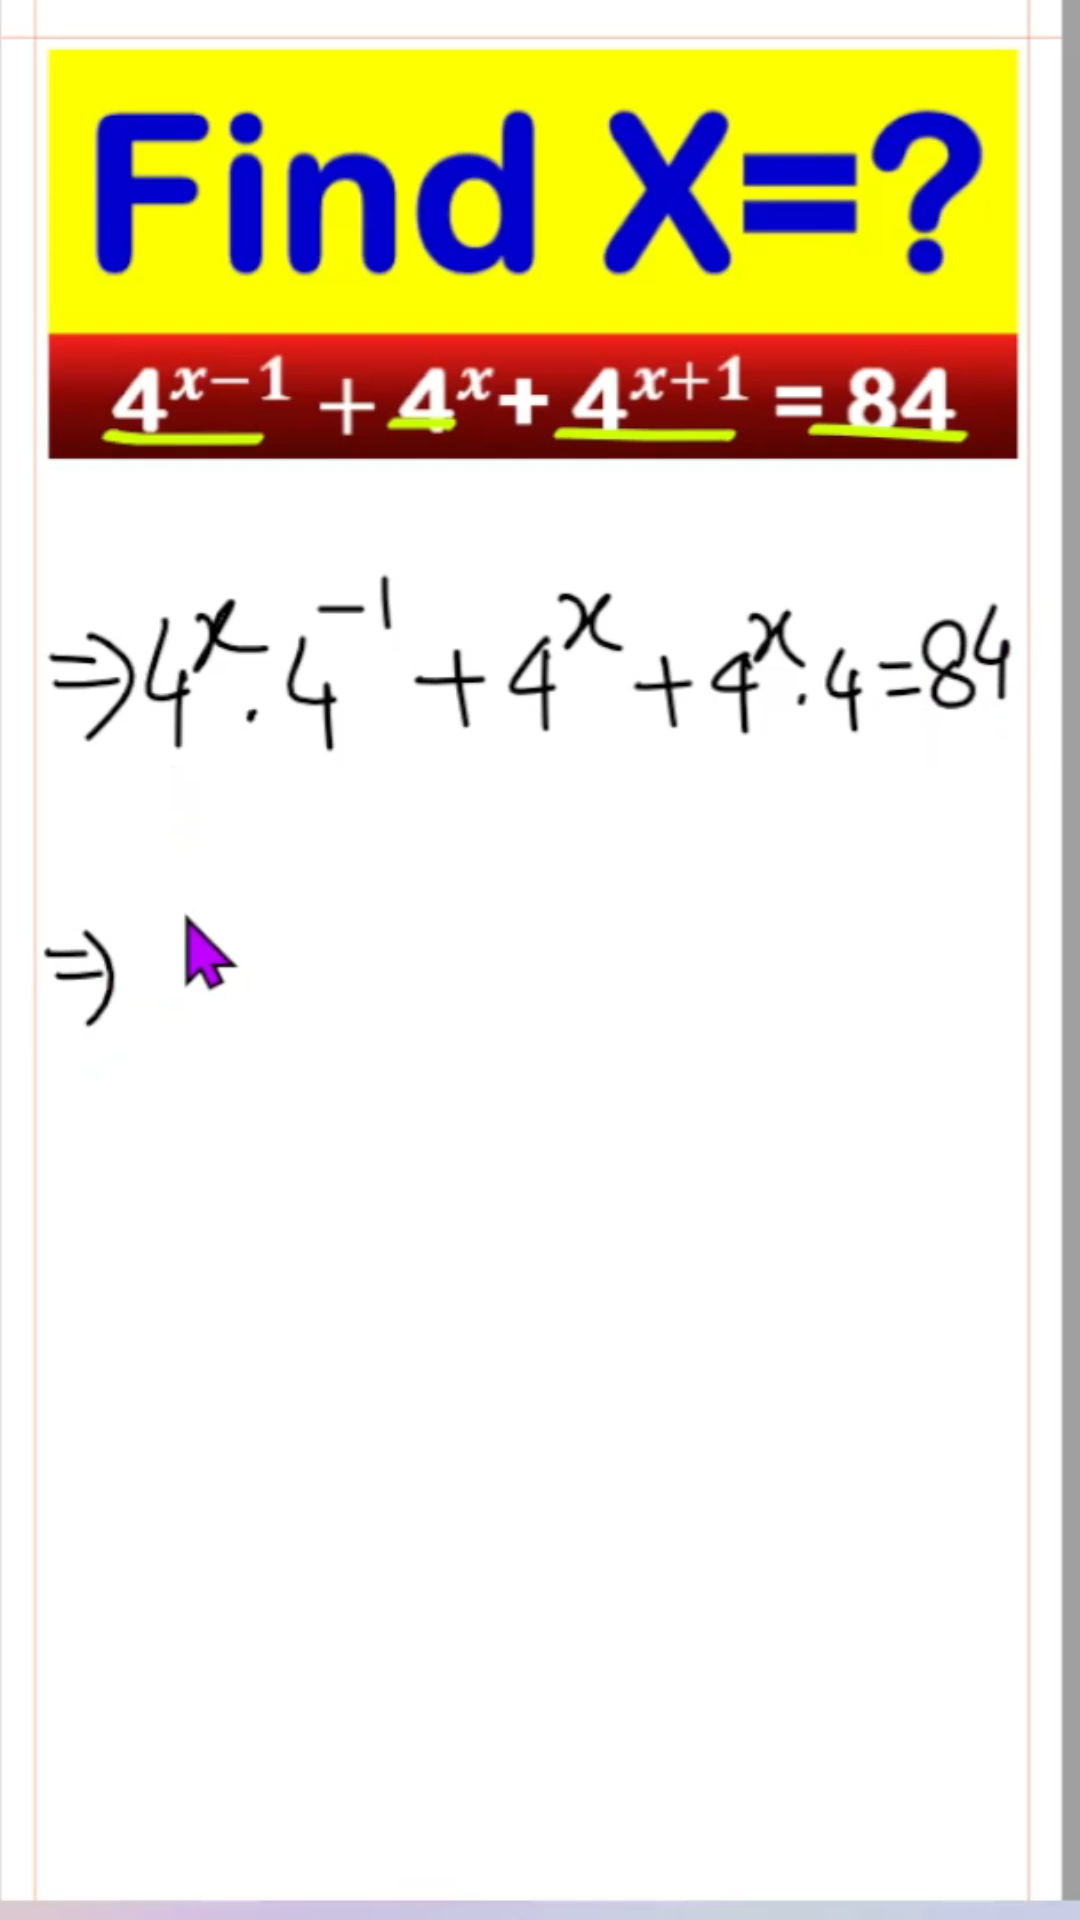 Find X=?
4^{x−1} + 4^x + 4^{x+1} = 84
⇒ 4^x . 4^{-1} + 4^x + 4^x . 4 = 84
⇒